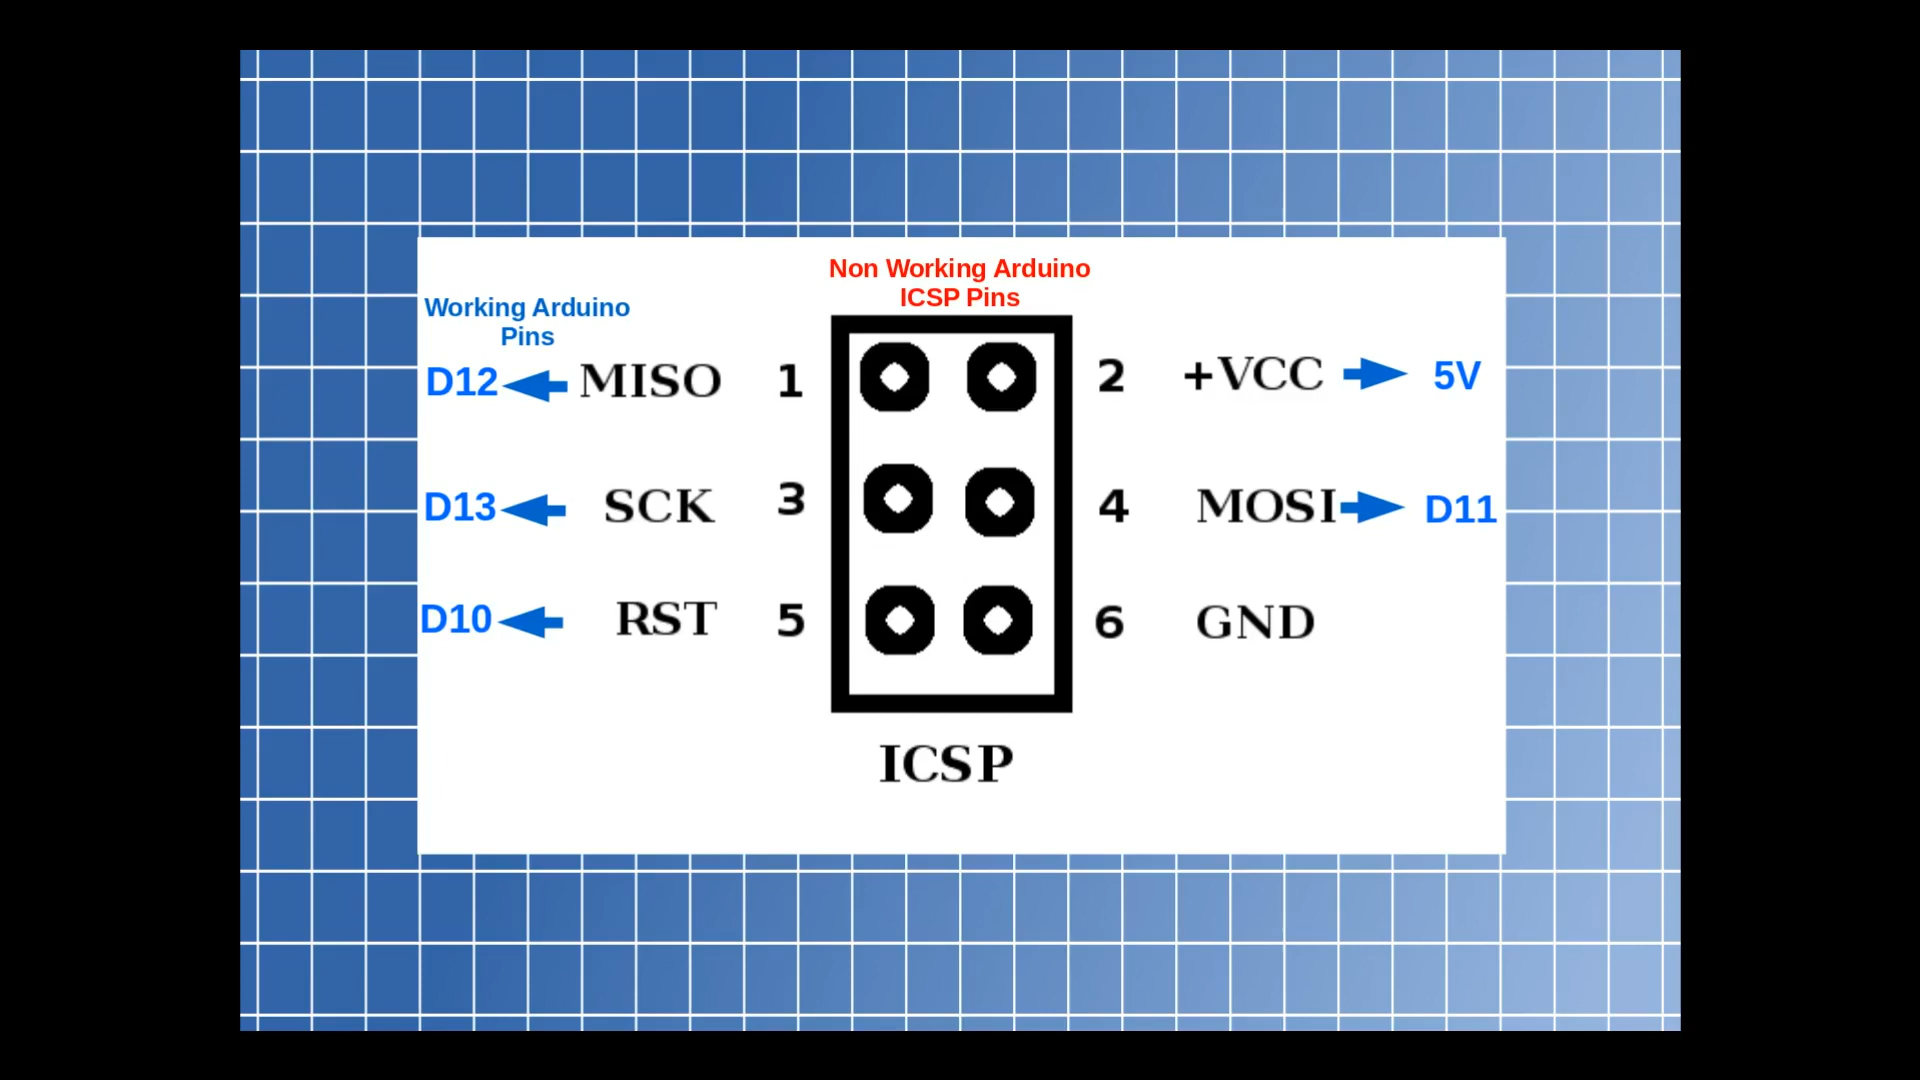 Non Working Arduino
ICSP Pins
Working Arduino
Pins
D12 MISO 1 2 +VCC 5V
D13 SCK 3 4 MOSI D11
D10 RST 5 6 GND
ICSP